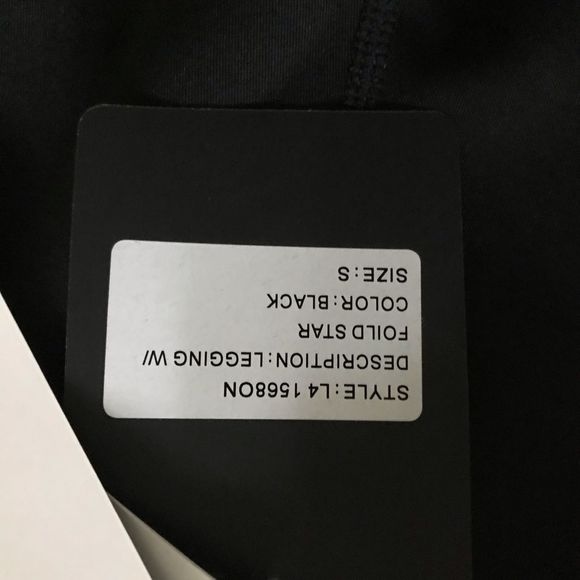 STYLE:L4 1568ON
DESCRIPTION:LEGGING W/
FOILD STAR
COLOR:BLACK
SIZE:S